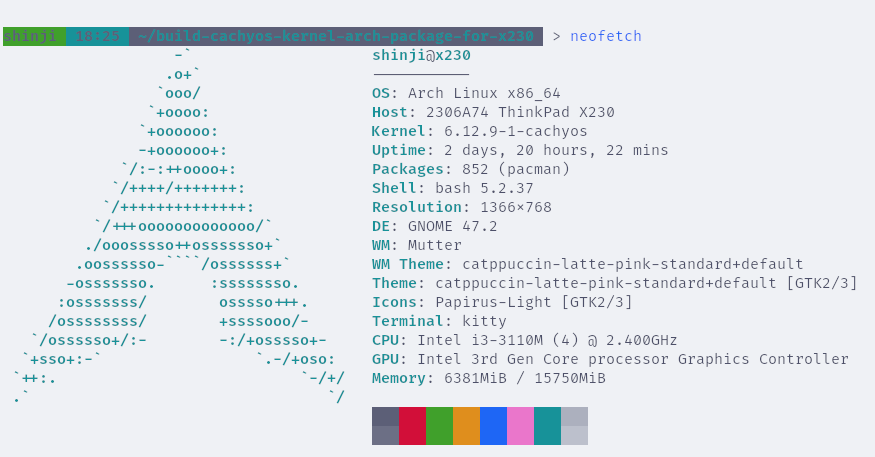 shinji 18:25 ~/build-cachyos-kernel-arch-package-for-x230 > neofetch
                   -`                    shinji@x230
                  .o+`                   -----------
                 `ooo/                   OS: Arch Linux x86_64
                `+oooo:                  Host: 2306A74 ThinkPad X230
               `+oooooo:                 Kernel: 6.12.9-1-cachyos
               -+oooooo+:                Uptime: 2 days, 20 hours, 22 mins
             `/:-:++oooo+:               Packages: 852 (pacman)
            `/++++/+++++++:              Shell: bash 5.2.37
           `/++++++++++++++:             Resolution: 1366×768
          `/+++ooooooooooooo/`           DE: GNOME 47.2
         ./ooosssso++osssssso+`          WM: Mutter
        .oossssso-````/ossssss+`         WM Theme: catppuccin-latte-pink-standard+default
       -osssssso.      :ssssssso.        Theme: catppuccin-latte-pink-standard+default [GTK2/3]
      :osssssss/        osssso+++.       Icons: Papirus-Light [GTK2/3]
     /ossssssss/        +ssssooo/-       Terminal: kitty
   `/ossssso+/:-        -:/+osssso+-     CPU: Intel i3-3110M (4) @ 2.400GHz
  `+sso+:-`                 `.-/+oso:    GPU: Intel 3rd Gen Core processor Graphics Controller
 `++:.                           `-/+/   Memory: 6381MiB / 15750MiB
 .`                                 `/